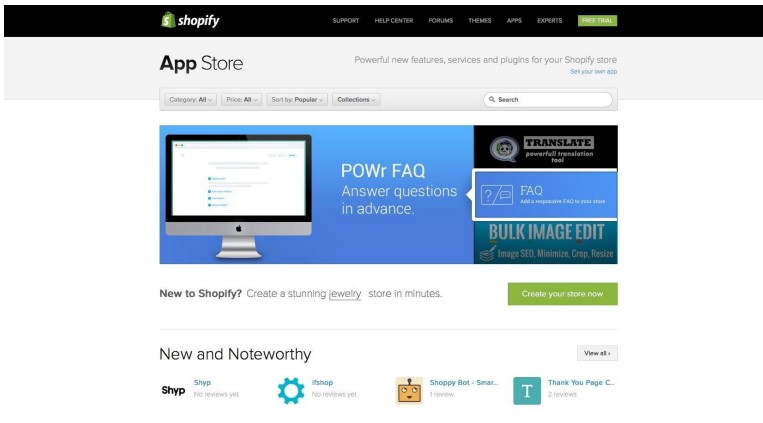 shopify
SUPPORT HELP CENTER FORUMS THEMES APPS EXPERTS FREE TRIAL
App Store
Powerful new features, services and plugins for your Shopify store
Sell your own app
Category: All
Price: All
Sort by: Popular
Collections
Search
POWr FAQ
Answer questions
in advance.
TRANSLATE
powerfull translation
tool
FAQ
Add a responsive FAQ to your store
BULK IMAGE EDIT
Image SEO, Minimize, Crop, Resize
New to Shopify? Create a stunning jewelry store in minutes.
Create your store now
New and Noteworthy
View all ›
Shyp
Shyp
No reviews yet
ifshop
No reviews yet
Shoppy Bot - Smar...
1 review
T
Thank You Page C...
2 reviews